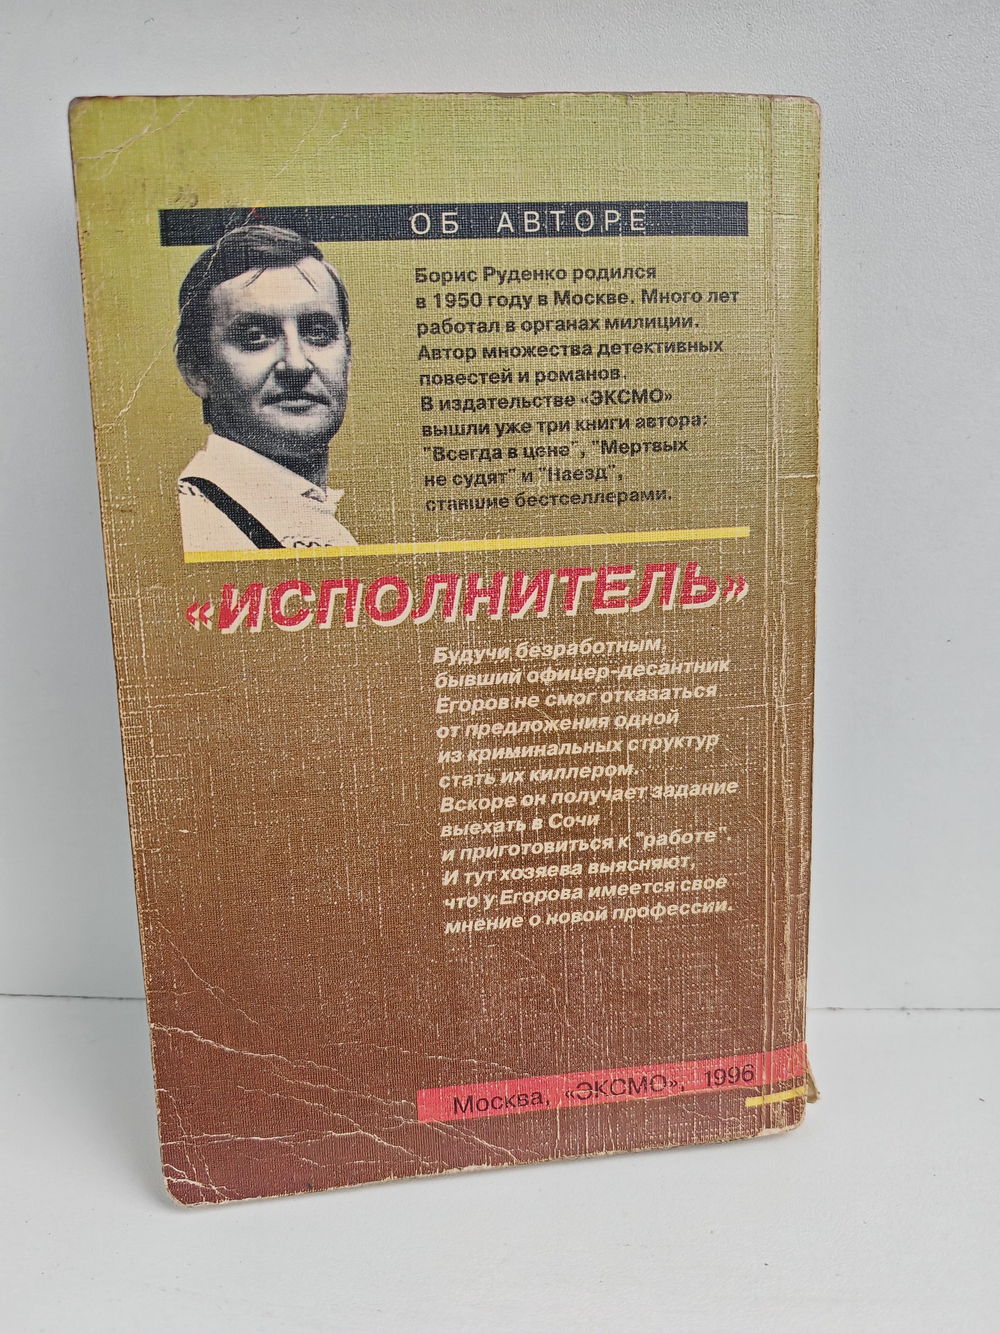 ОБ АВТОРЕ
Борис Руденко родился
в 1950 году в Москве. Много лет
работал в органах милиции.
Автор множества детективных
повестей и романов.
В издательстве «ЭКСМО»
вышли уже три книги автора:
"Всегда в цене", "Мертвых
не судят" и "Наезд",
ставшие бестселлерами.
«ИСПОЛНИТЕЛЬ»
Будучи безработным,
бывший офицер-десантник
Егоров не смог отказаться
от предложения одной
из криминальных структур
стать их киллером.
Вскоре он получает задание
выехать в Сочи
и приготовиться к "работе".
И тут хозяева выясняют,
что у Егорова имеется свое
мнение о новой профессии.
Москва, «ЭКСМО», 1996